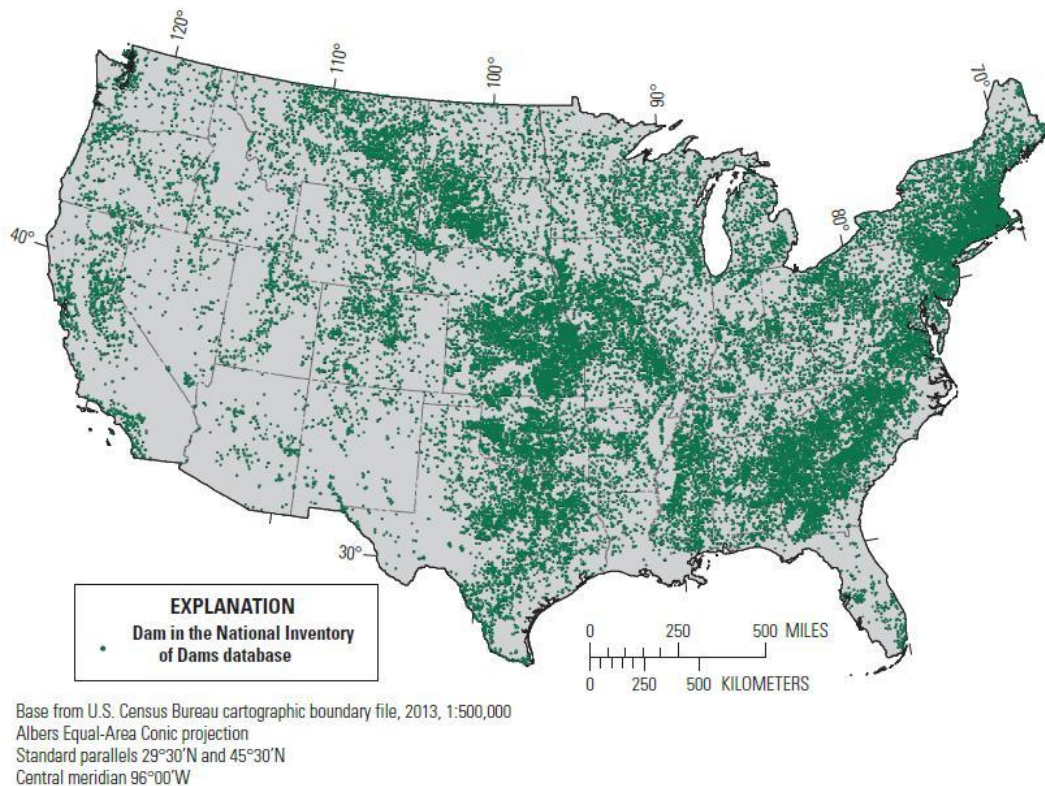 120°
110°
100°
90°
70°
80°
40°
30°
EXPLANATION
Dam in the National Inventory
of Dams database
0 250 500 MILES
0 250 500 KILOMETERS
Base from U.S. Census Bureau cartographic boundary file, 2013, 1:500,000
Albers Equal-Area Conic projection
Standard parallels 29°30'N and 45°30'N
Central meridian 96°00'W